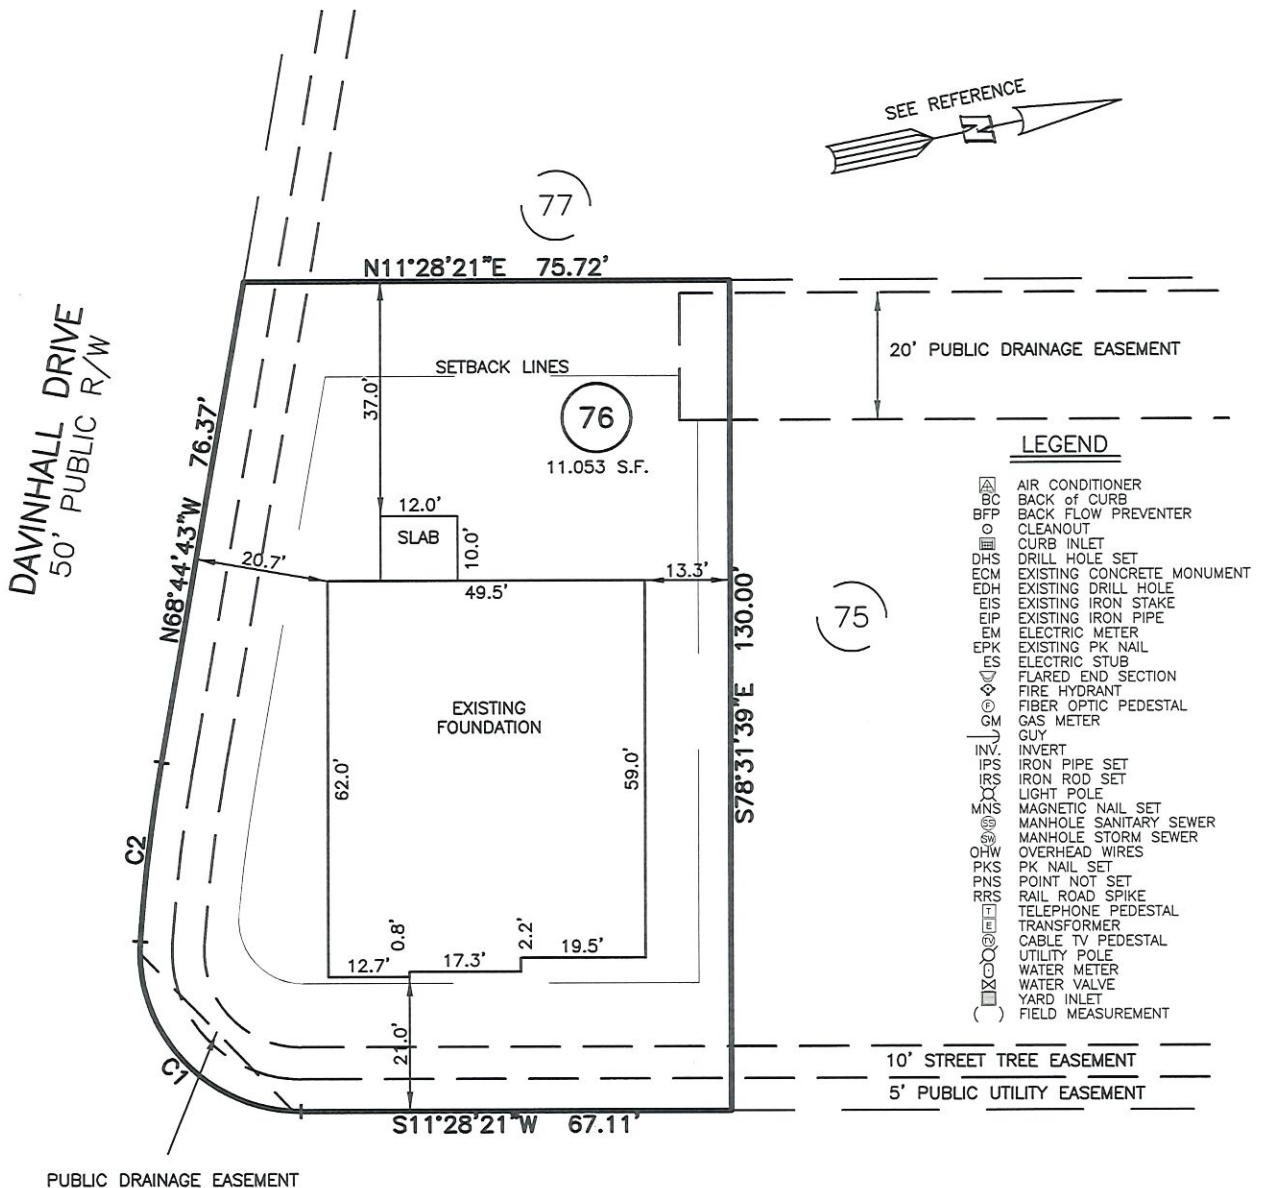 SEE REFERENCE
N
77
N11°28'21"E 75.72'
DAVINHALL DRIVE
50' PUBLIC R/W
20' PUBLIC DRAINAGE EASEMENT
SETBACK LINES
37.0'
76
11.053 S.F.
N68°44'43"W 76.37'
12.0'
SLAB
10.0'
20.7'
13.3'
49.5'
S78°31'39"E 130.00'
75
EXISTING
FOUNDATION
62.0'
59.0'
C2
0.8'
2.2'
12.7'
17.3'
19.5'
21.0'
C1
S11°28'21"W 67.11'
PUBLIC DRAINAGE EASEMENT
10' STREET TREE EASEMENT
5' PUBLIC UTILITY EASEMENT
LEGEND
A AIR CONDITIONER
BC BACK of CURB
BFP BACK FLOW PREVENTER
CLEANOUT
CURB INLET
DHS DRILL HOLE SET
ECM EXISTING CONCRETE MONUMENT
EDH EXISTING DRILL HOLE
EIS EXISTING IRON STAKE
EIP EXISTING IRON PIPE
EM ELECTRIC METER
EPK EXISTING PK NAIL
ES ELECTRIC STUB
FLARED END SECTION
FIRE HYDRANT
F FIBER OPTIC PEDESTAL
GM GAS METER
GUY
INV. INVERT
IPS IRON PIPE SET
IRS IRON ROD SET
LIGHT POLE
MNS MAGNETIC NAIL SET
SS MANHOLE SANITARY SEWER
SW MANHOLE STORM SEWER
OHW OVERHEAD WIRES
PKS PK NAIL SET
PNS POINT NOT SET
RRS RAIL ROAD SPIKE
T TELEPHONE PEDESTAL
E TRANSFORMER
TV CABLE TV PEDESTAL
UTILITY POLE
WATER METER
WATER VALVE
YARD INLET
( ) FIELD MEASUREMENT